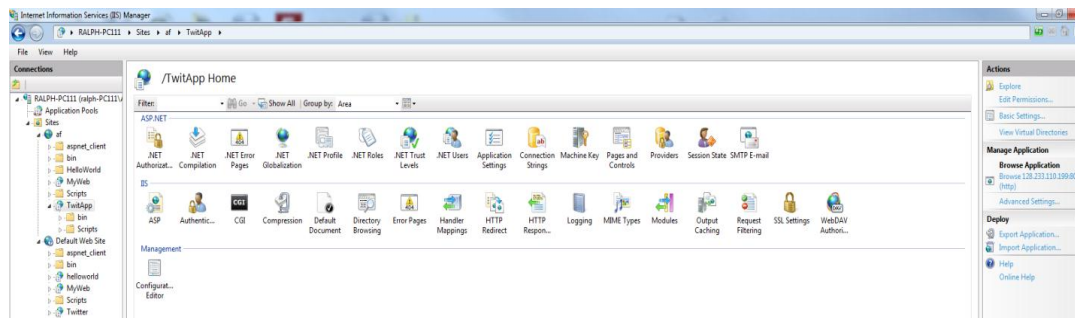 Internet Information Services (IIS) Manager
RALPH-PC111 ▸ Sites ▸ af ▸ TwitApp ▸
File View Help
Connections
RALPH-PC111 (ralph-PC111\
Application Pools
Sites
af
aspnet_client
bin
HelloWorld
MyWeb
Scripts
TwitApp
bin
Scripts
Default Web Site
aspnet_client
bin
helloworld
MyWeb
Scripts
Twitter
/TwitApp Home
Filter: Go Show All Group by: Area
ASP.NET
.NET Authorizat...
.NET Compilation
.NET Error Pages
.NET Globalization
.NET Profile
.NET Roles
.NET Trust Levels
.NET Users
Application Settings
Connection Strings
Machine Key
Pages and Controls
Providers
Session State
SMTP E-mail
IIS
ASP
Authentic...
CGI
Compression
Default Document
Directory Browsing
Error Pages
Handler Mappings
HTTP Redirect
HTTP Respon...
Logging
MIME Types
Modules
Output Caching
Request Filtering
SSL Settings
WebDAV Authori...
Management
Configurat... Editor
Actions
Explore
Edit Permissions...
Basic Settings...
View Virtual Directories
Manage Application
Browse Application
Browse 128.233.110.199:80 (http)
Advanced Settings...
Deploy
Export Application...
Import Application...
Help
Online Help